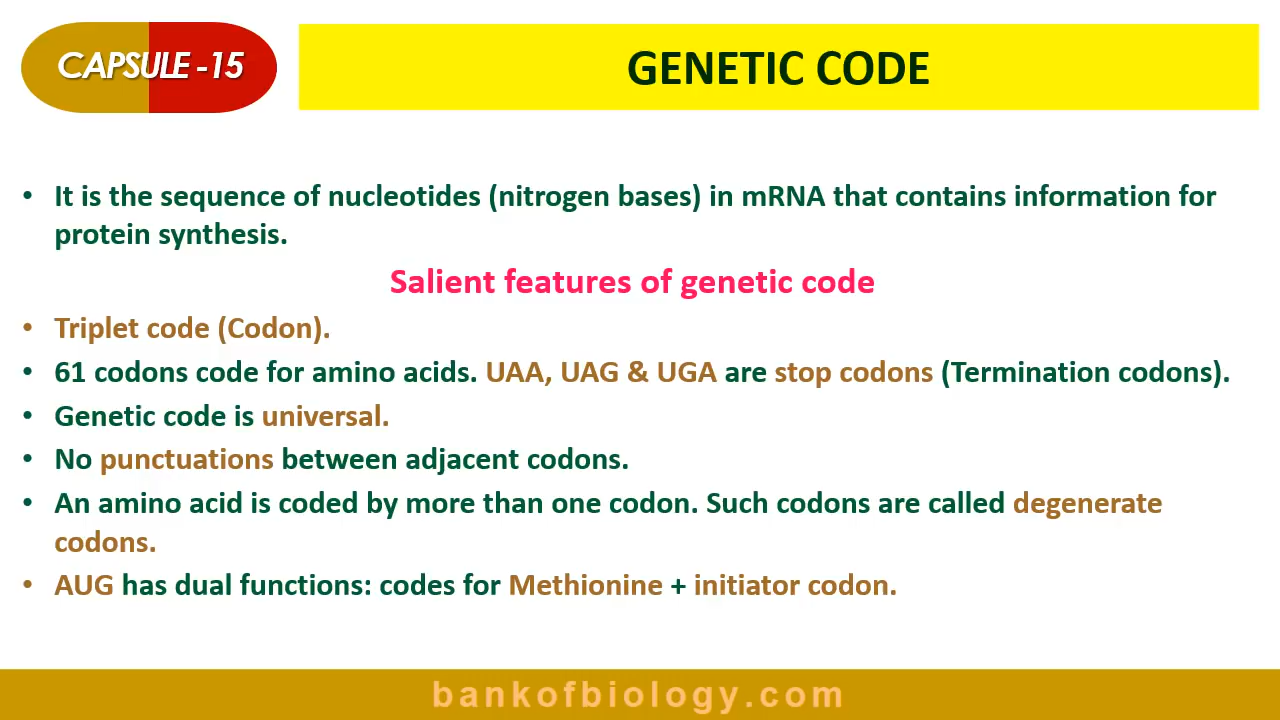 CAPSULE -15
GENETIC CODE
• It is the sequence of nucleotides (nitrogen bases) in mRNA that contains information for
protein synthesis.
Salient features of genetic code
• Triplet code (Codon).
• 61 codons code for amino acids. UAA, UAG & UGA are stop codons (Termination codons).
• Genetic code is universal.
• No punctuations between adjacent codons.
• An amino acid is coded by more than one codon. Such codons are called degenerate
codons.
• AUG has dual functions: codes for Methionine + initiator codon.
bankofbiology.com